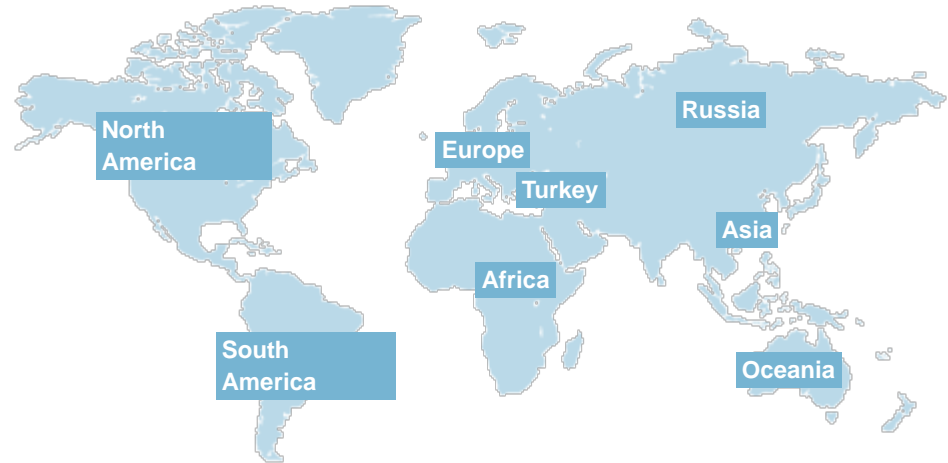 North
America
Russia
Europe
Turkey
Asia
Africa
South
America
Oceania